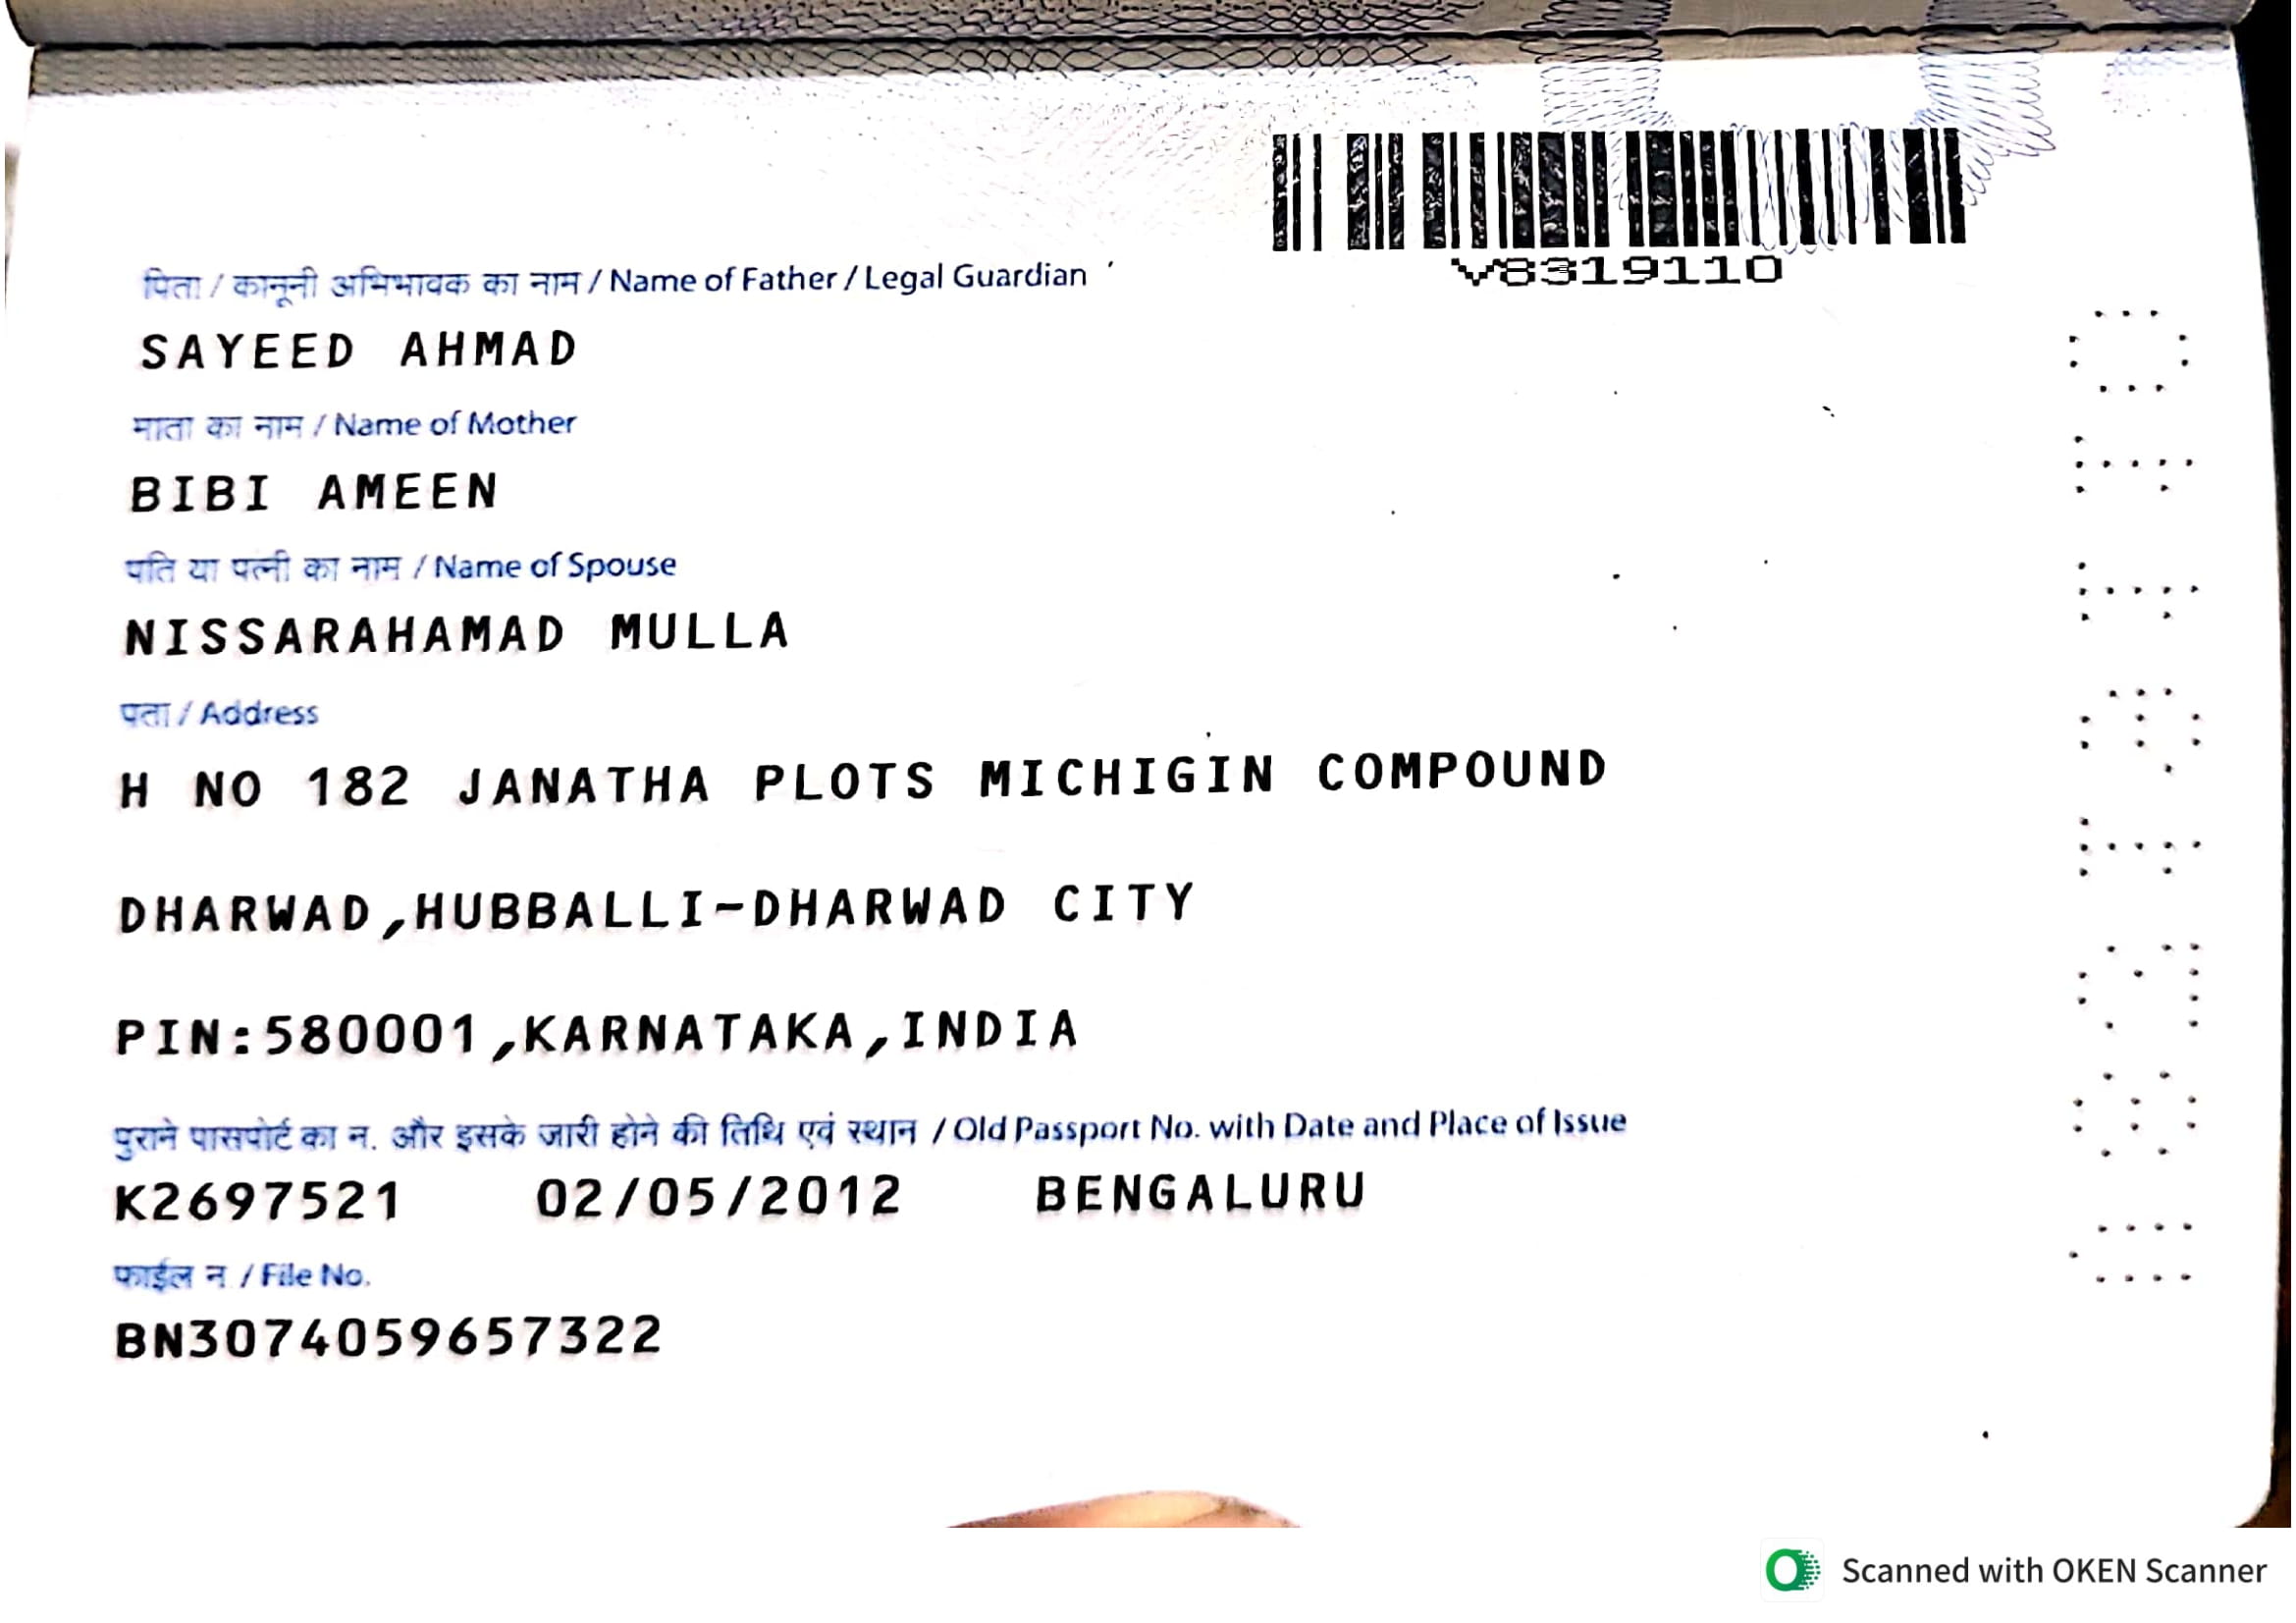 V8319110
पिता / कानूनी अभिभावक का नाम / Name of Father / Legal Guardian
SAYEED AHMAD
माता का नाम / Name of Mother
BIBI AMEEN
पति या पत्नी का नाम / Name of Spouse
NISSARAHAMAD MULLA
पता / Address
H NO 182 JANATHA PLOTS MICHIGIN COMPOUND
DHARWAD,HUBBALLI-DHARWAD CITY
PIN:580001,KARNATAKA,INDIA
पुराने पासपोर्ट का न. और इसके जारी होने की तिथि एवं स्थान / Old Passport No. with Date and Place of Issue
K2697521 02/05/2012 BENGALURU
फाईल न / File No.
BN3074059657322
V8319110
Scanned with OKEN Scanner